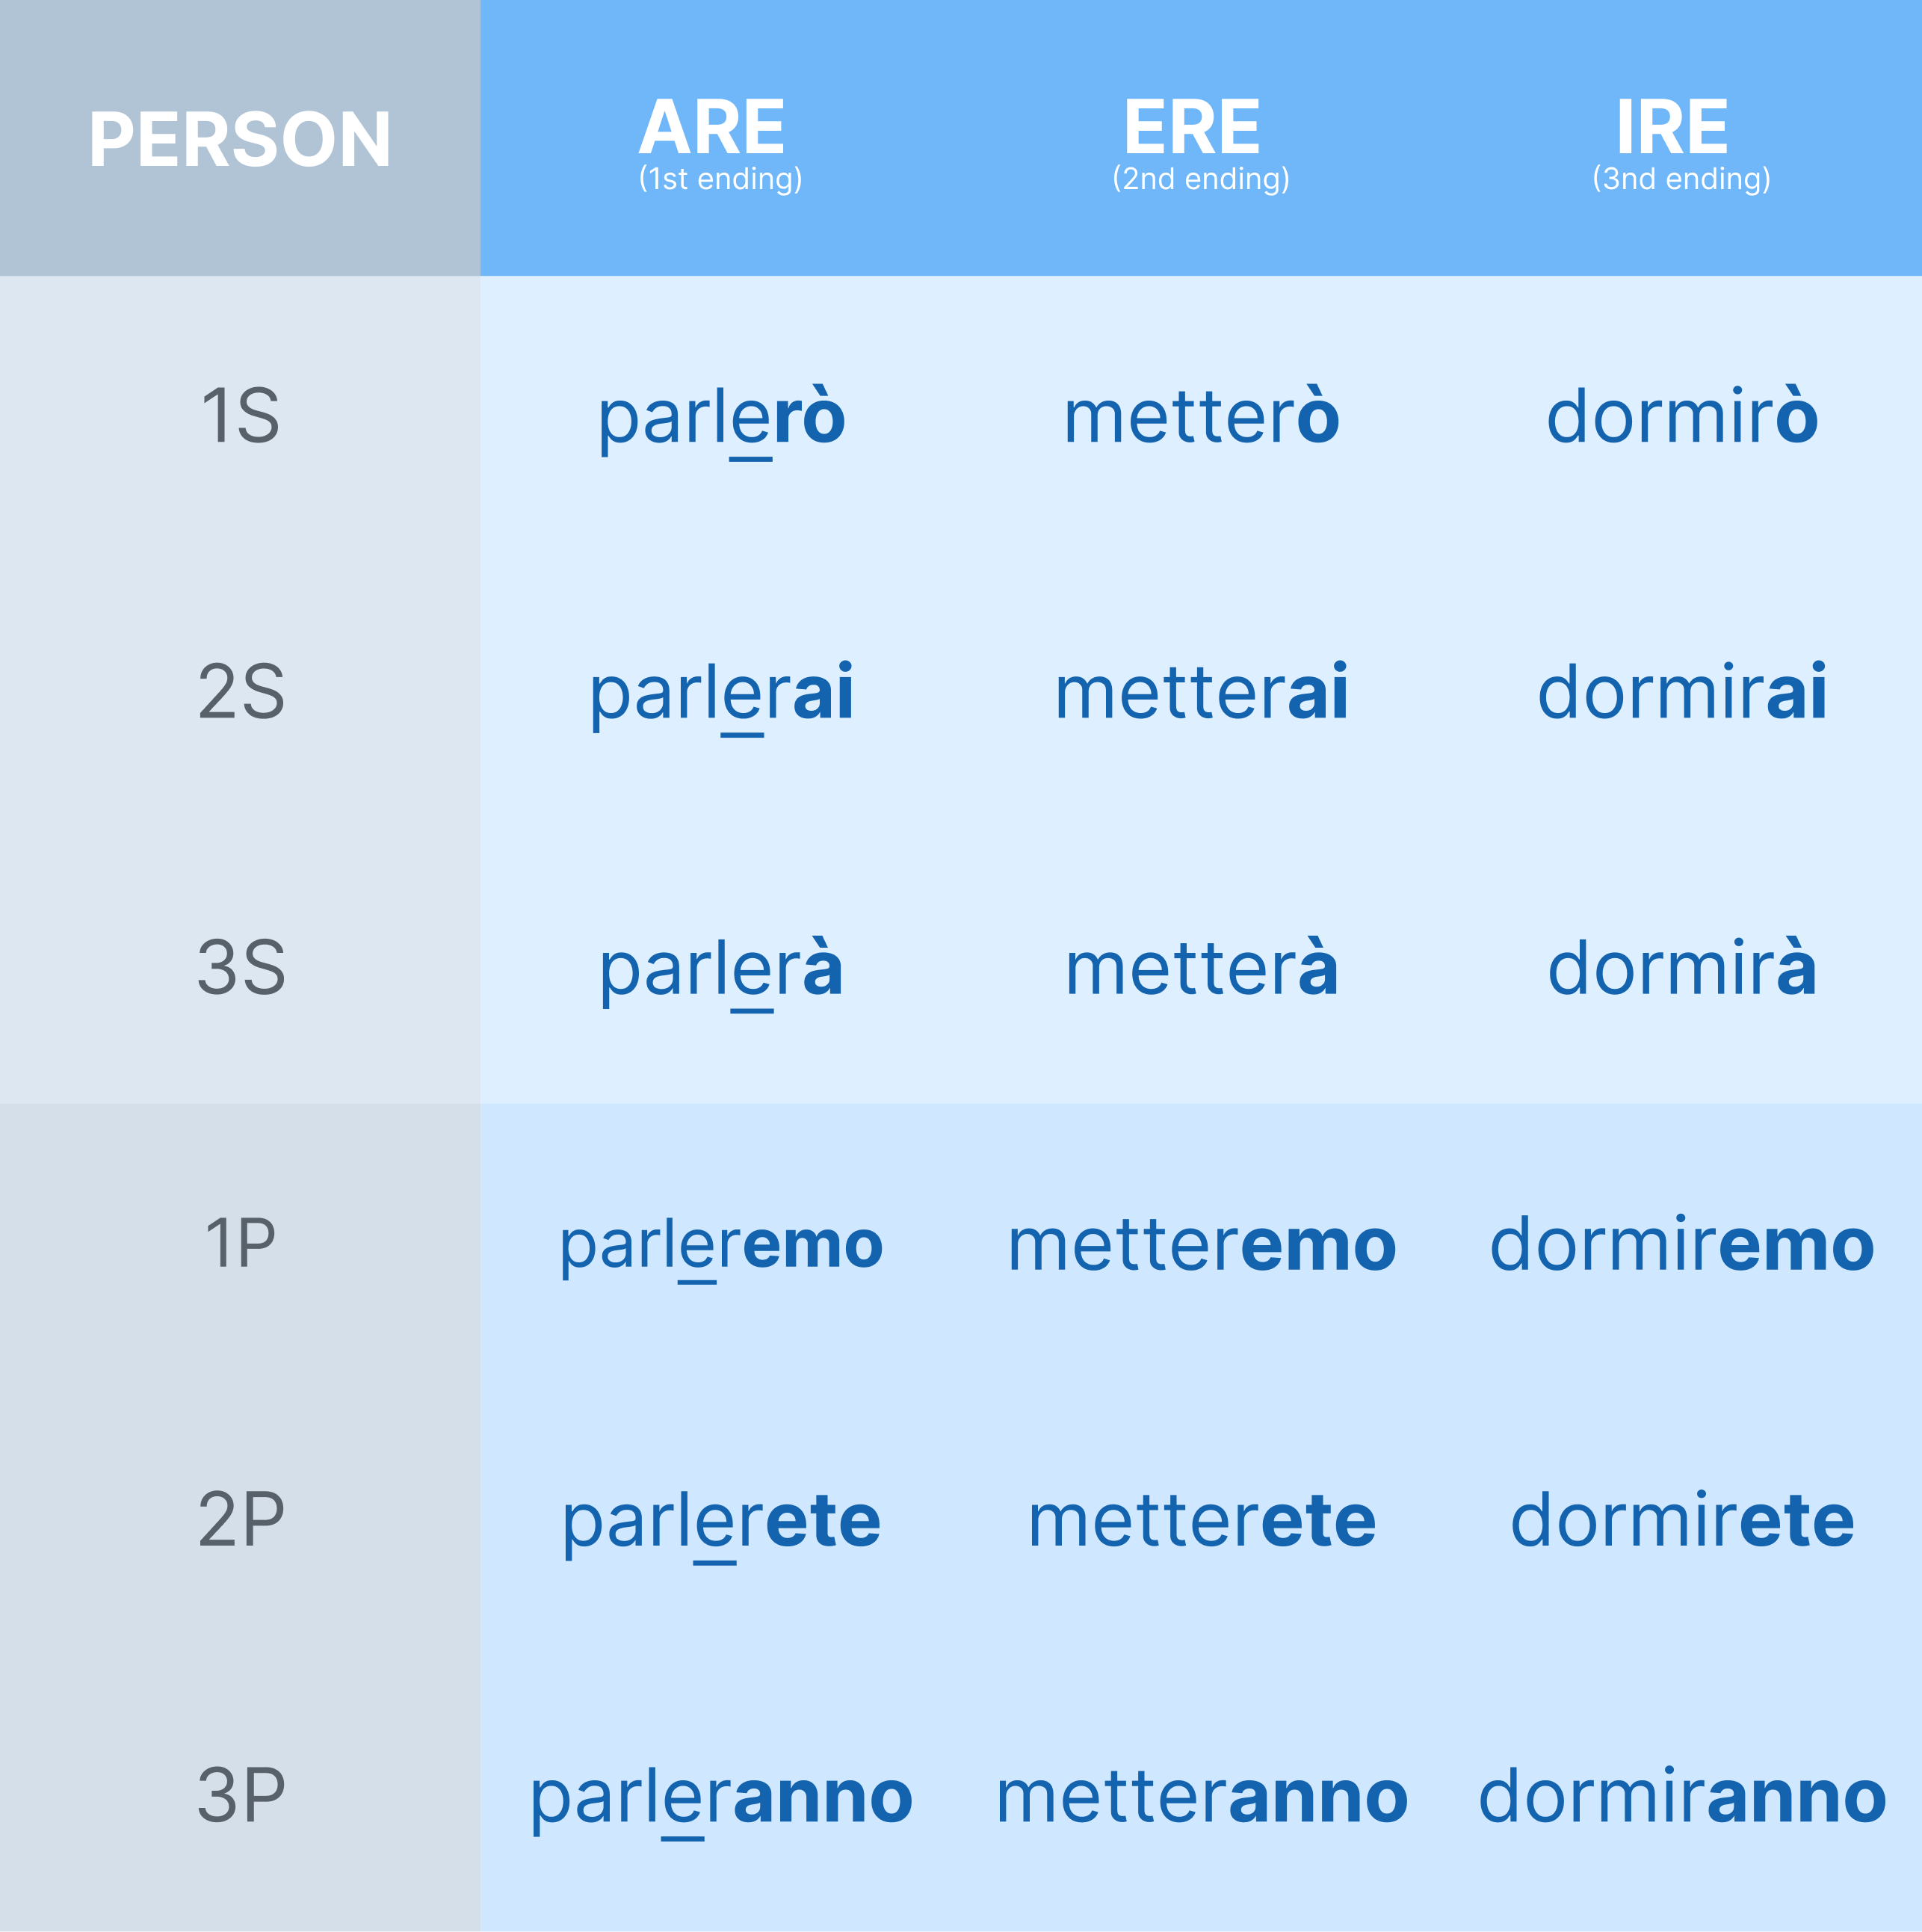 PERSON ARE ERE IRE
(1st ending) (2nd ending) (3nd ending)
1S parlerò metterò dormirò
2S parlerai metterai dormirai
3S parlerà metterà dormirà
1P parleremo metteremo dormiremo
2P parlerete metterete dormirete
3P parleranno metteranno dormiranno